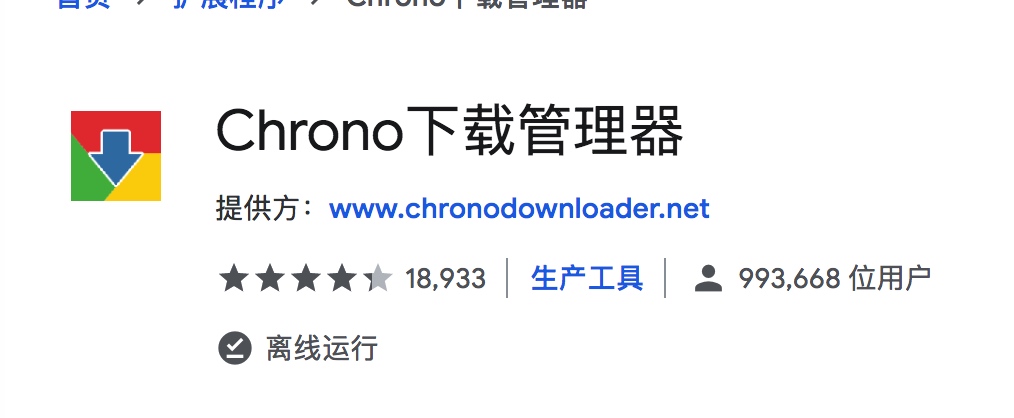 首页 > 扩展程序 > Chrono下载管理器
Chrono下载管理器
提供方： www.chronodownloader.net
18,933 生产工具 993,668 位用户
离线运行